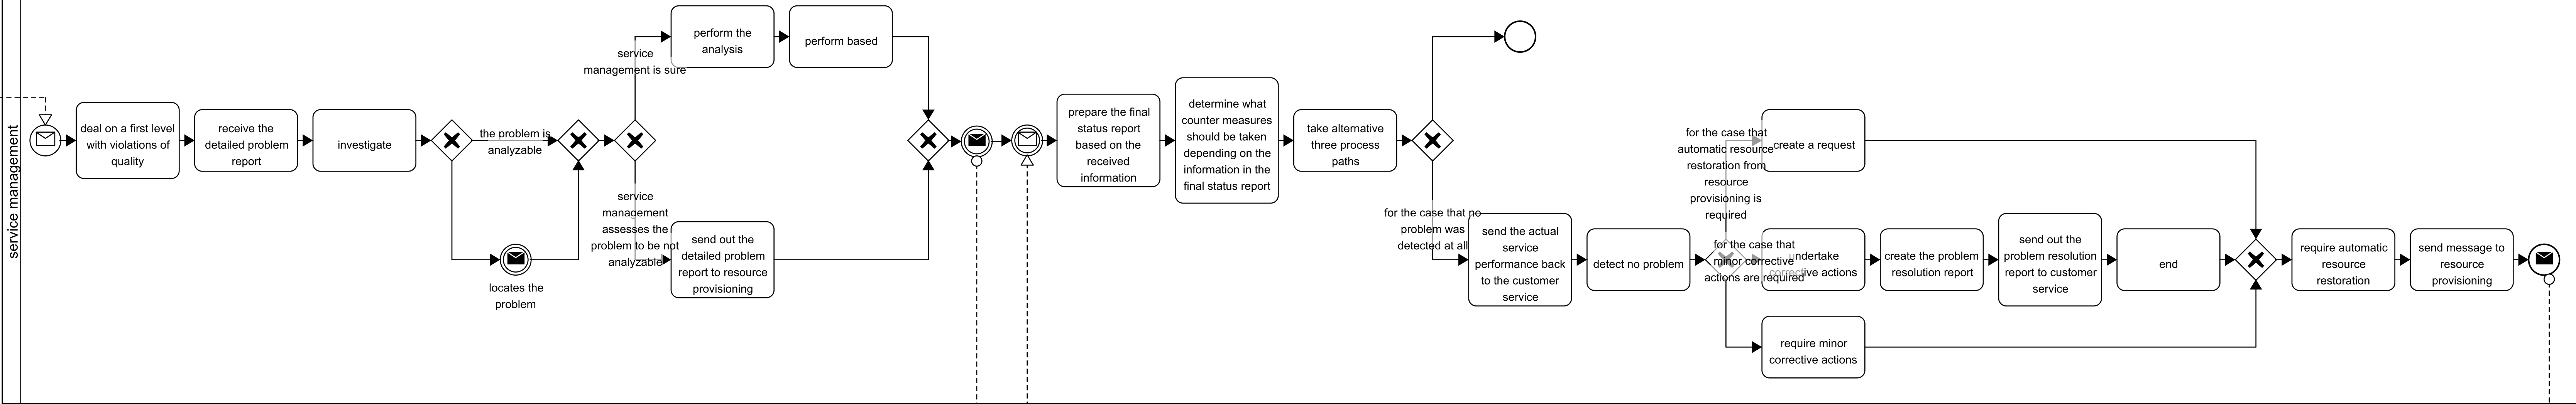 service management
deal on a first level
with violations of
quality
receive the
detailed problem
report
investigate
the problem is
analyzable
locates the
problem
service
management is sure
perform the
analysis
perform based
service
management
assesses the
problem to be not
analyzable
send out the
detailed problem
report to resource
provisioning
prepare the final
status report
based on the
received
information
determine what
counter measures
should be taken
depending on the
information in the
final status report
take alternative
three process
paths
for the case that no
problem was
detected at all
send the actual
service
performance back
to the customer
service
detect no problem
for the case that
automatic resource
restoration from
resource
provisioning is
required
create a request
for the case that
minor corrective
actions are required
undertake
corrective actions
create the problem
resolution report
send out the
problem resolution
report to customer
service
end
require minor
corrective actions
require automatic
resource
restoration
send message to
resource
provisioning